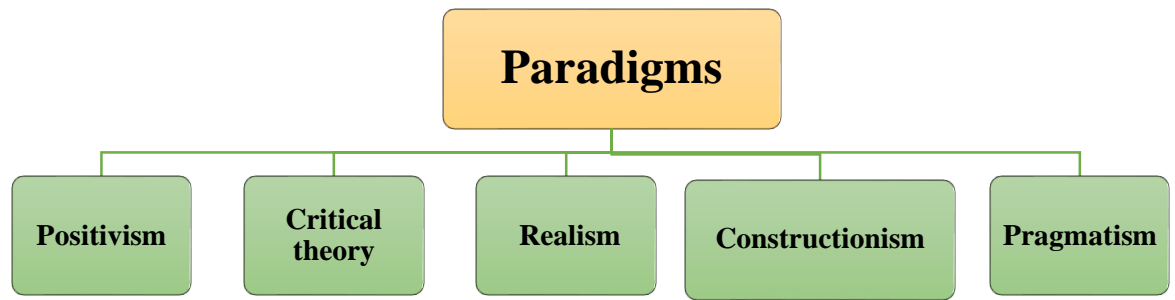 Paradigms
Positivism
Critical
theory
Realism
Constructionism
Pragmatism